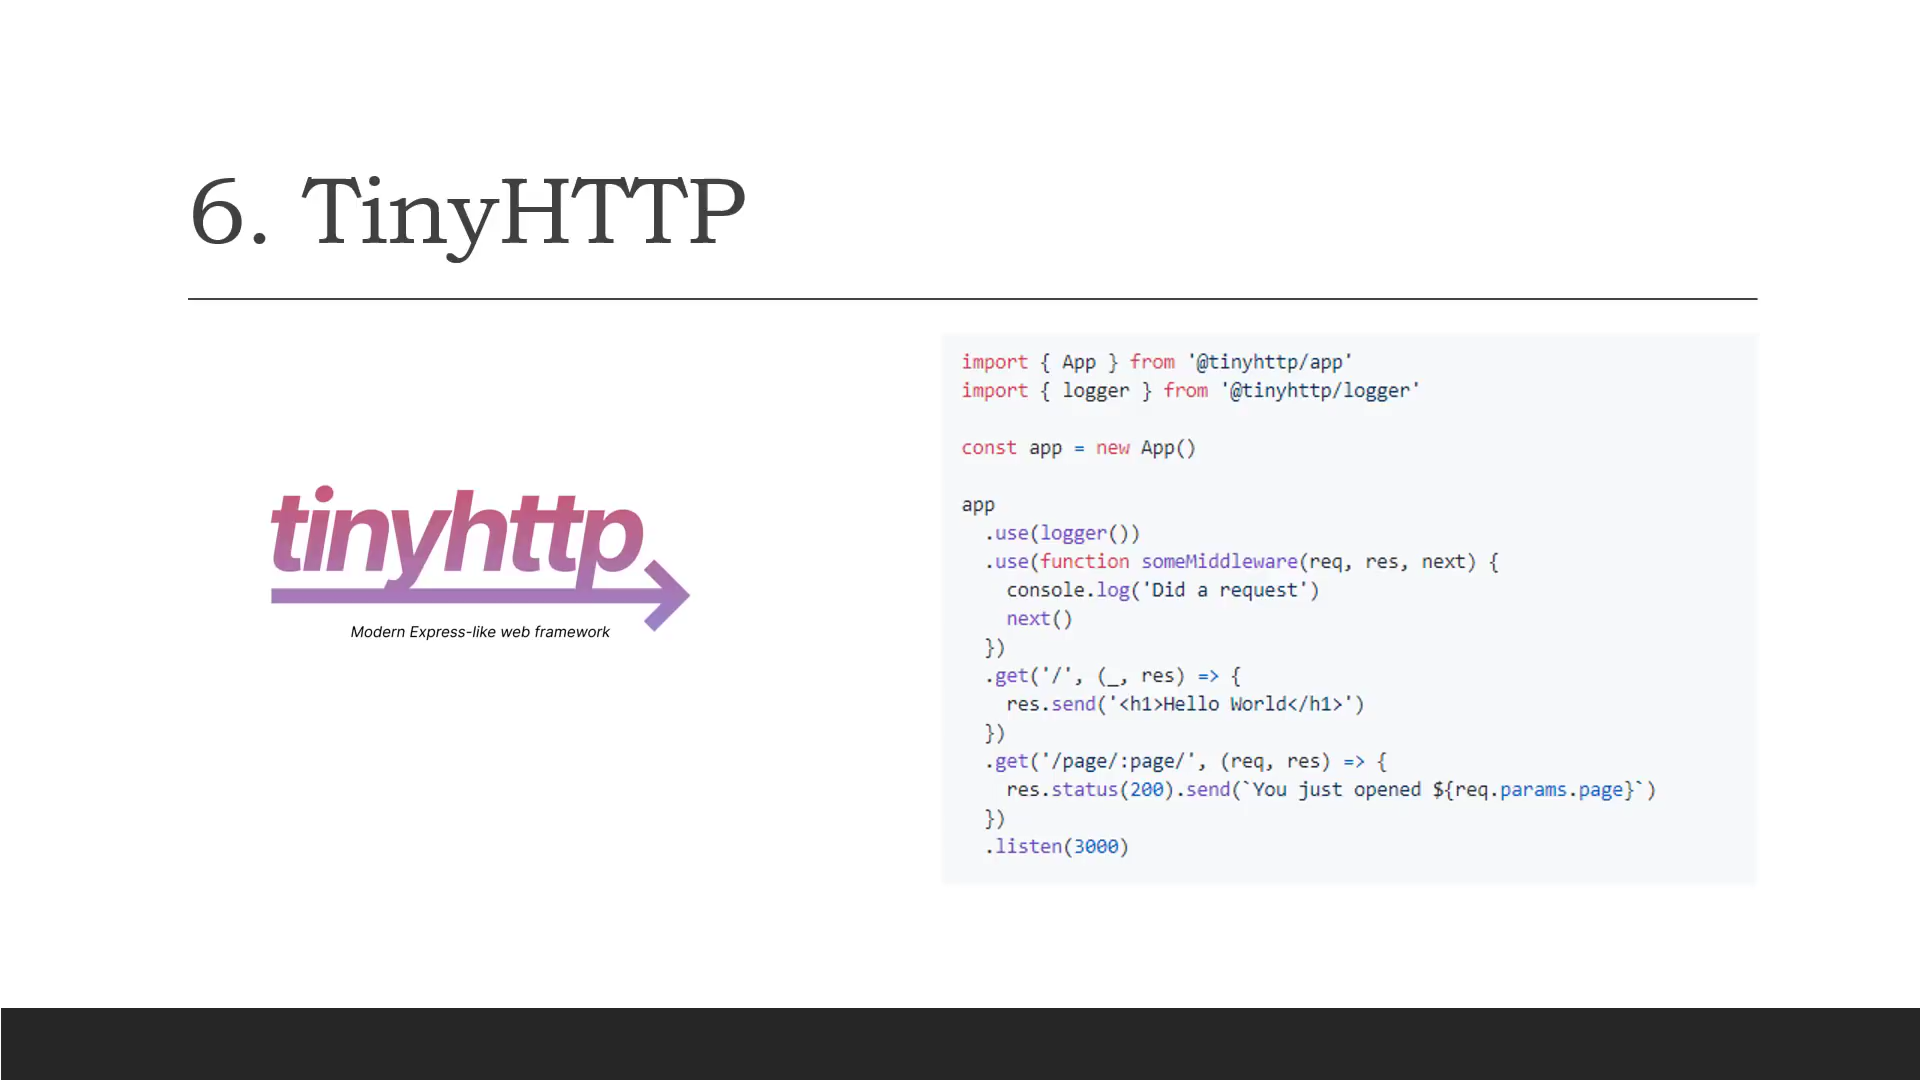 6. TinyHTTP
tinyhttp
Modern Express-like web framework
import { App } from '@tinyhttp/app'
import { logger } from '@tinyhttp/logger'

const app = new App()

app
  .use(logger())
  .use(function someMiddleware(req, res, next) {
    console.log('Did a request')
    next()
  })
  .get('/', (_, res) => {
    res.send('<h1>Hello World</h1>')
  })
  .get('/page/:page/', (req, res) => {
    res.status(200).send(`You just opened ${req.params.page}`)
  })
  .listen(3000)